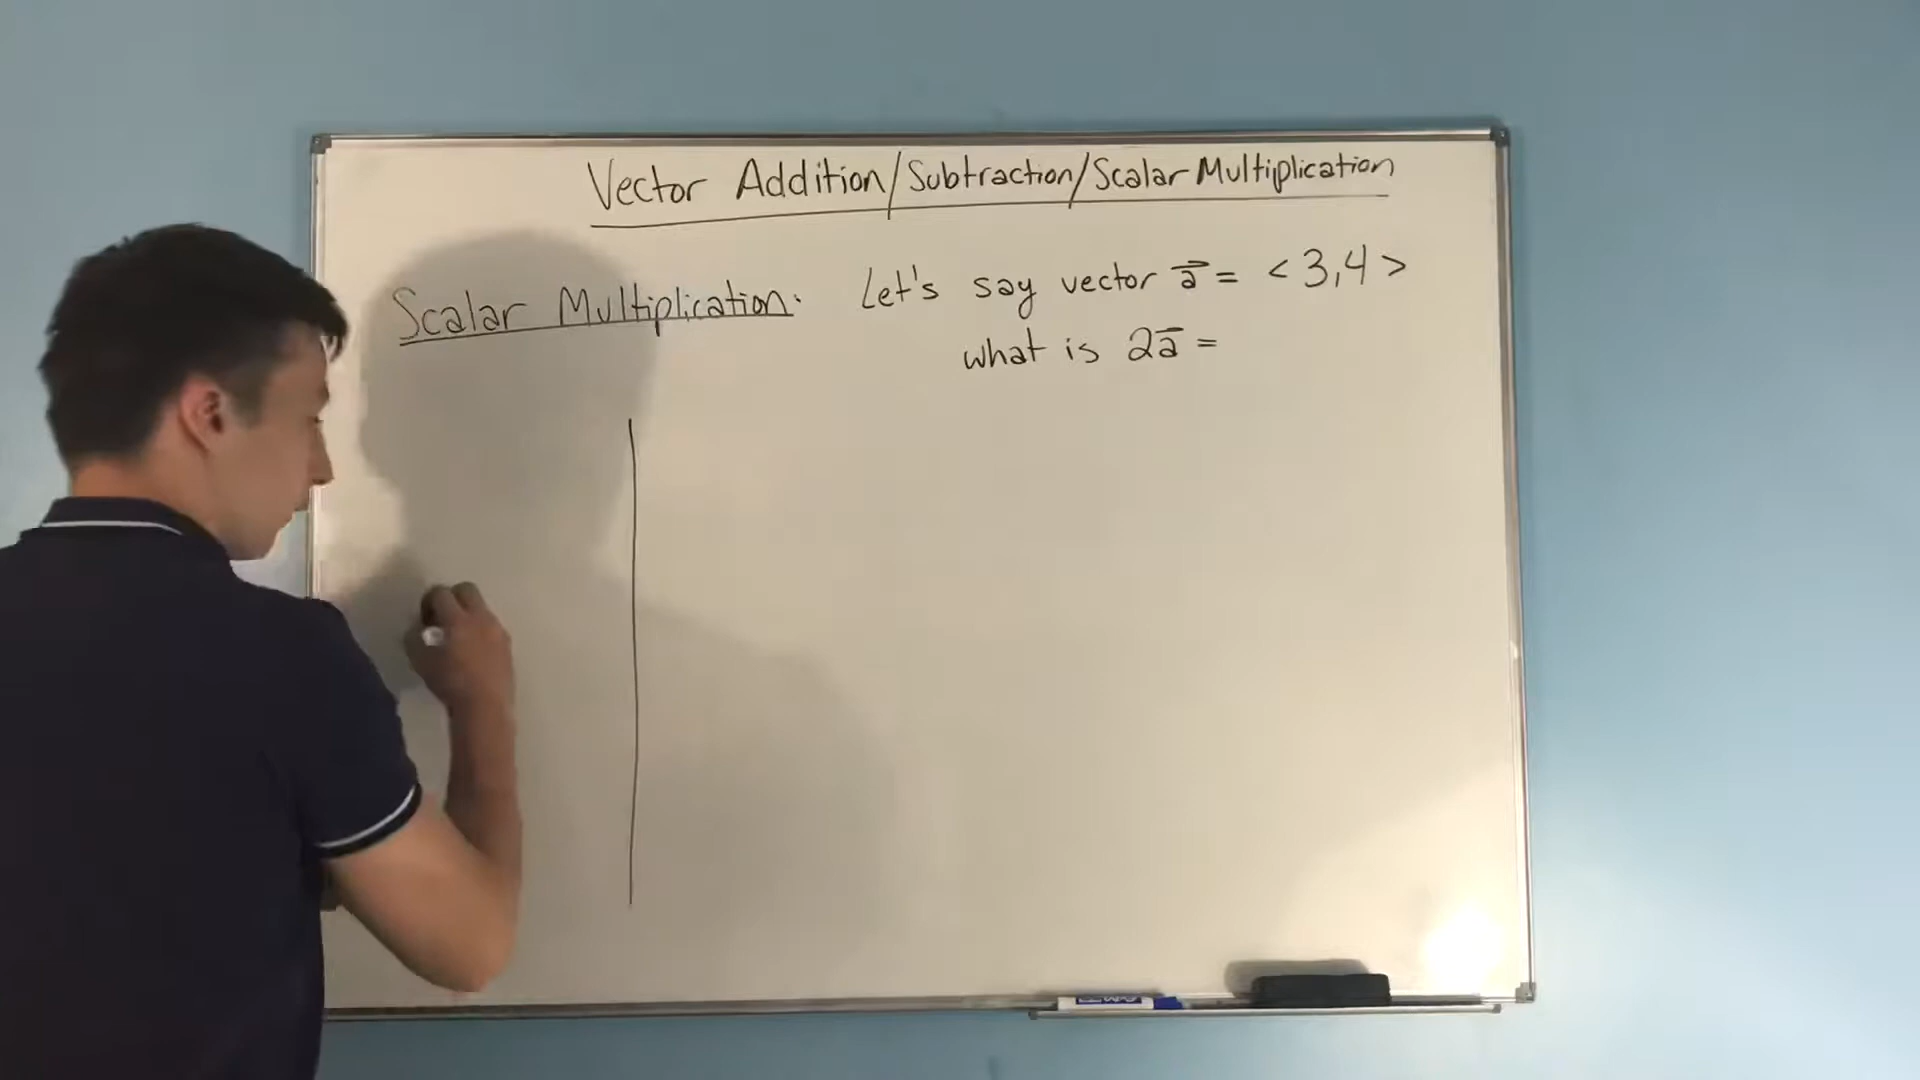 Vector Addition/Subtraction/Scalar Multiplication
Scalar Multiplication: Let's say vector a⃗ = <3,4>
what is 2a⃗ =